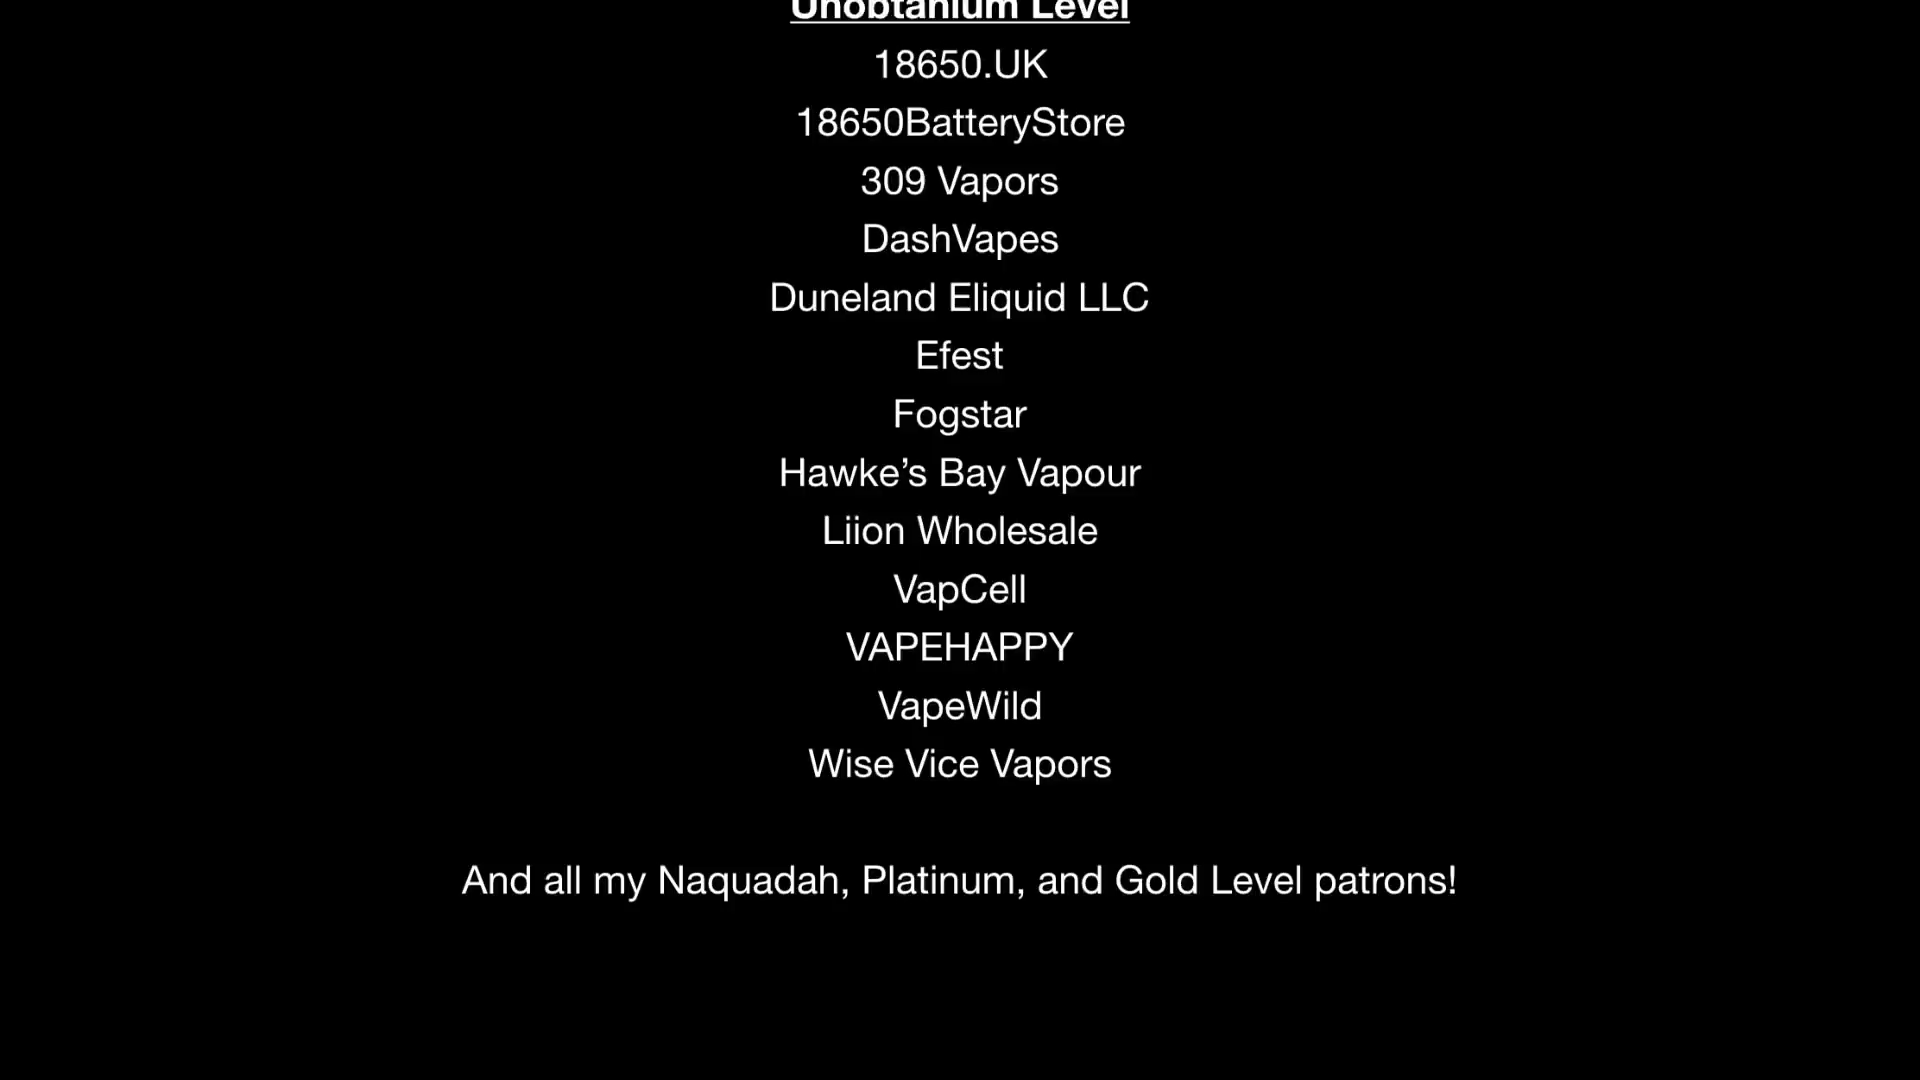 Unobtanium Level
18650.UK
18650BatteryStore
309 Vapors
DashVapes
Duneland Eliquid LLC
Efest
Fogstar
Hawke’s Bay Vapour
Liion Wholesale
VapCell
VAPEHAPPY
VapeWild
Wise Vice Vapors
And all my Naquadah, Platinum, and Gold Level patrons!